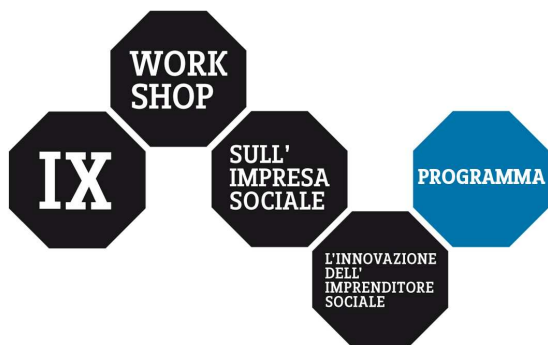 IX
WORK
SHOP
SULL'
IMPRESA
SOCIALE
L'INNOVAZIONE
DELL'
IMPRENDITORE
SOCIALE
PROGRAMMA